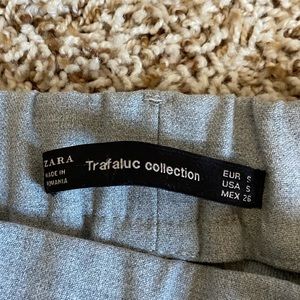 ZARA
MADE IN
ROMANIA
Trafaluc collection
EUR S
USA S
MEX 26